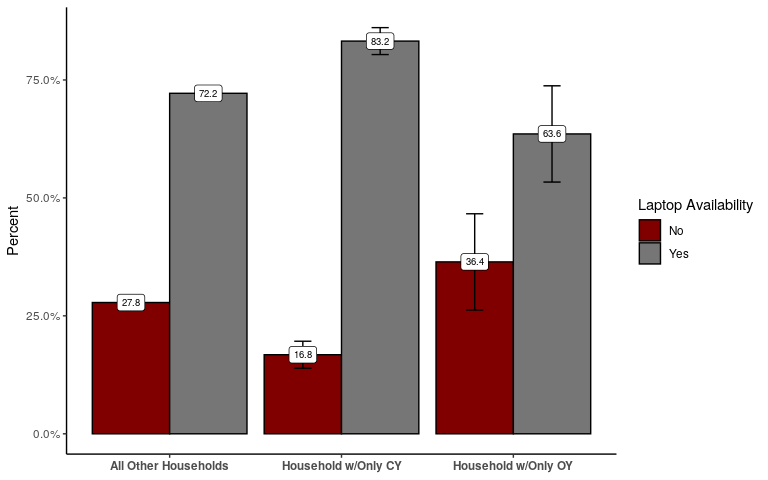 Percent
75.0%
50.0%
25.0%
0.0%
27.8
72.2
16.8
83.2
36.4
63.6
All Other Households
Household w/Only CY
Household w/Only OY
Laptop Availability
No
Yes